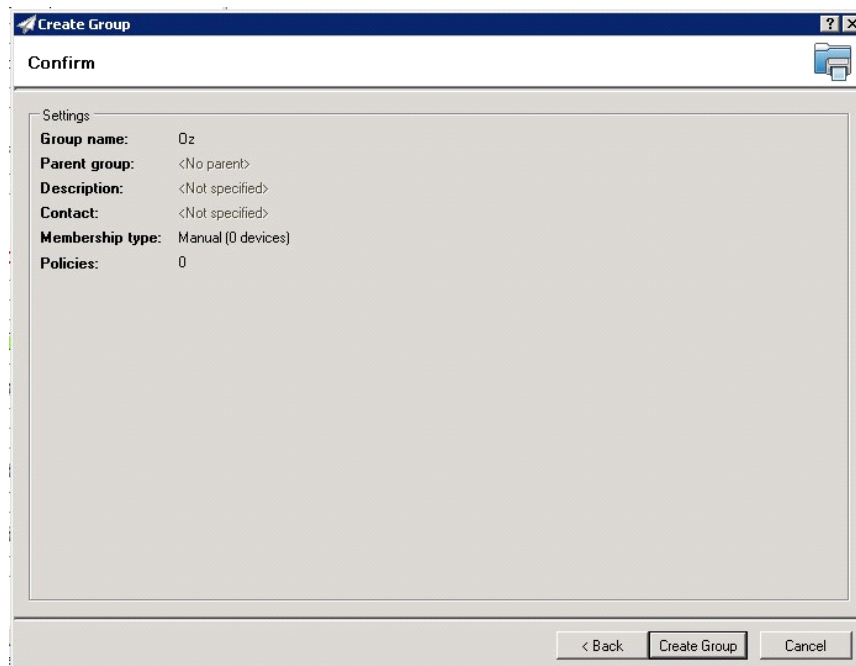 Create Group
Confirm
Settings
Group name: Oz
Parent group: <No parent>
Description: <Not specified>
Contact: <Not specified>
Membership type: Manual (0 devices)
Policies: 0
< Back Create Group Cancel